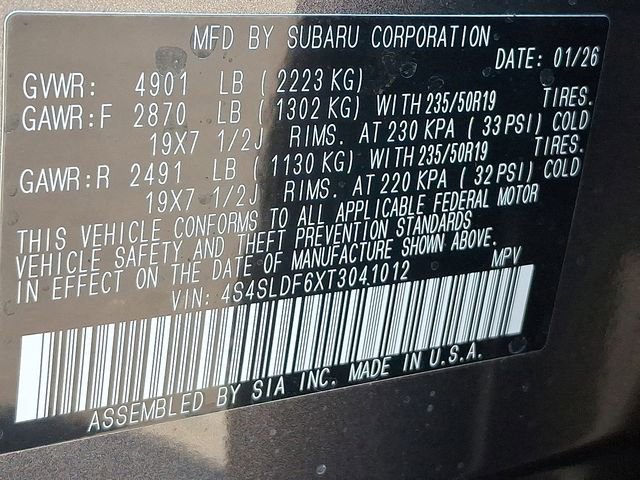 MFD BY SUBARU CORPORATION
DATE: 01/26
GVWR: 4901 LB ( 2223 KG)
GAWR:F 2870 LB ( 1302 KG) WITH 235/50R19 TIRES.
19X7 1/2J RIMS. AT 230 KPA ( 33 PSI) COLD
GAWR:R 2491 LB ( 1130 KG) WITH 235/50R19 TIRES.
19X7 1/2J RIMS. AT 220 KPA ( 32 PSI) COLD
THIS VEHICLE CONFORMS TO ALL APPLICABLE FEDERAL MOTOR
VEHICLE SAFETY AND THEFT PREVENTION STANDARDS
IN EFFECT ON THE DATE OF MANUFACTURE SHOWN ABOVE.
VIN: 4S4SLDF6XT3041012 MPV
ASSEMBLED BY SIA INC. MADE IN U.S.A.